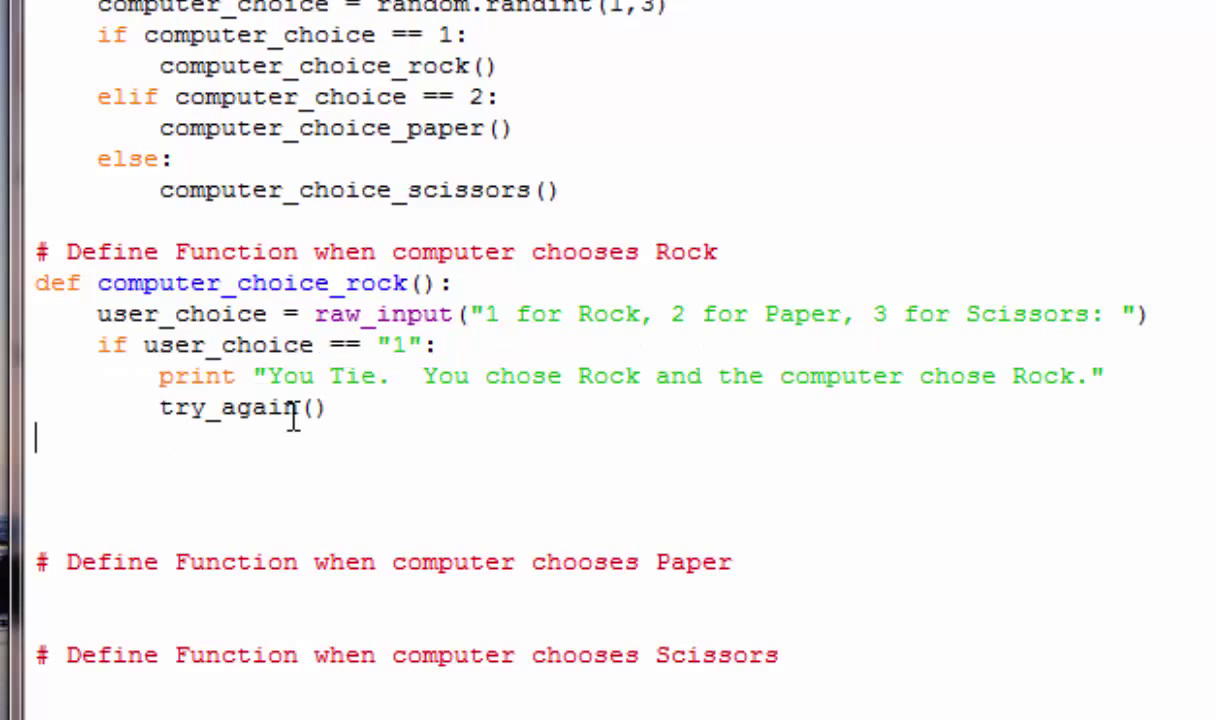 computer_choice = random.randint(1,3)
if computer_choice == 1:
computer_choice_rock()
elif computer_choice == 2:
computer_choice_paper()
else:
computer_choice_scissors()
# Define Function when computer chooses Rock
def computer_choice_rock():
user_choice = raw_input("1 for Rock, 2 for Paper, 3 for Scissors: ")
if user_choice == "1":
print "You Tie.  You chose Rock and the computer chose Rock."
try_again()
# Define Function when computer chooses Paper
# Define Function when computer chooses Scissors